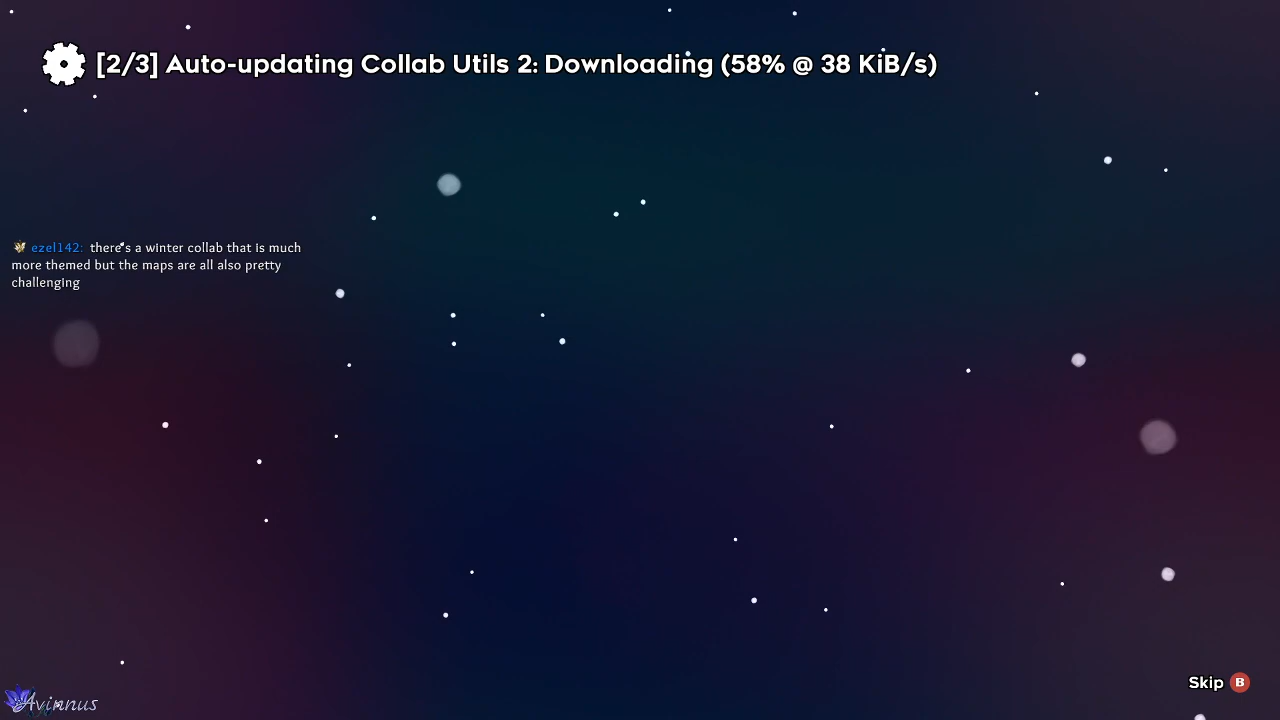 [2/3] Auto-updating Collab Utils 2: Downloading (58% @ 38 KiB/s)
ezel142: there's a winter collab that is much
more themed but the maps are all also pretty
challenging
Skip B
Avinnus